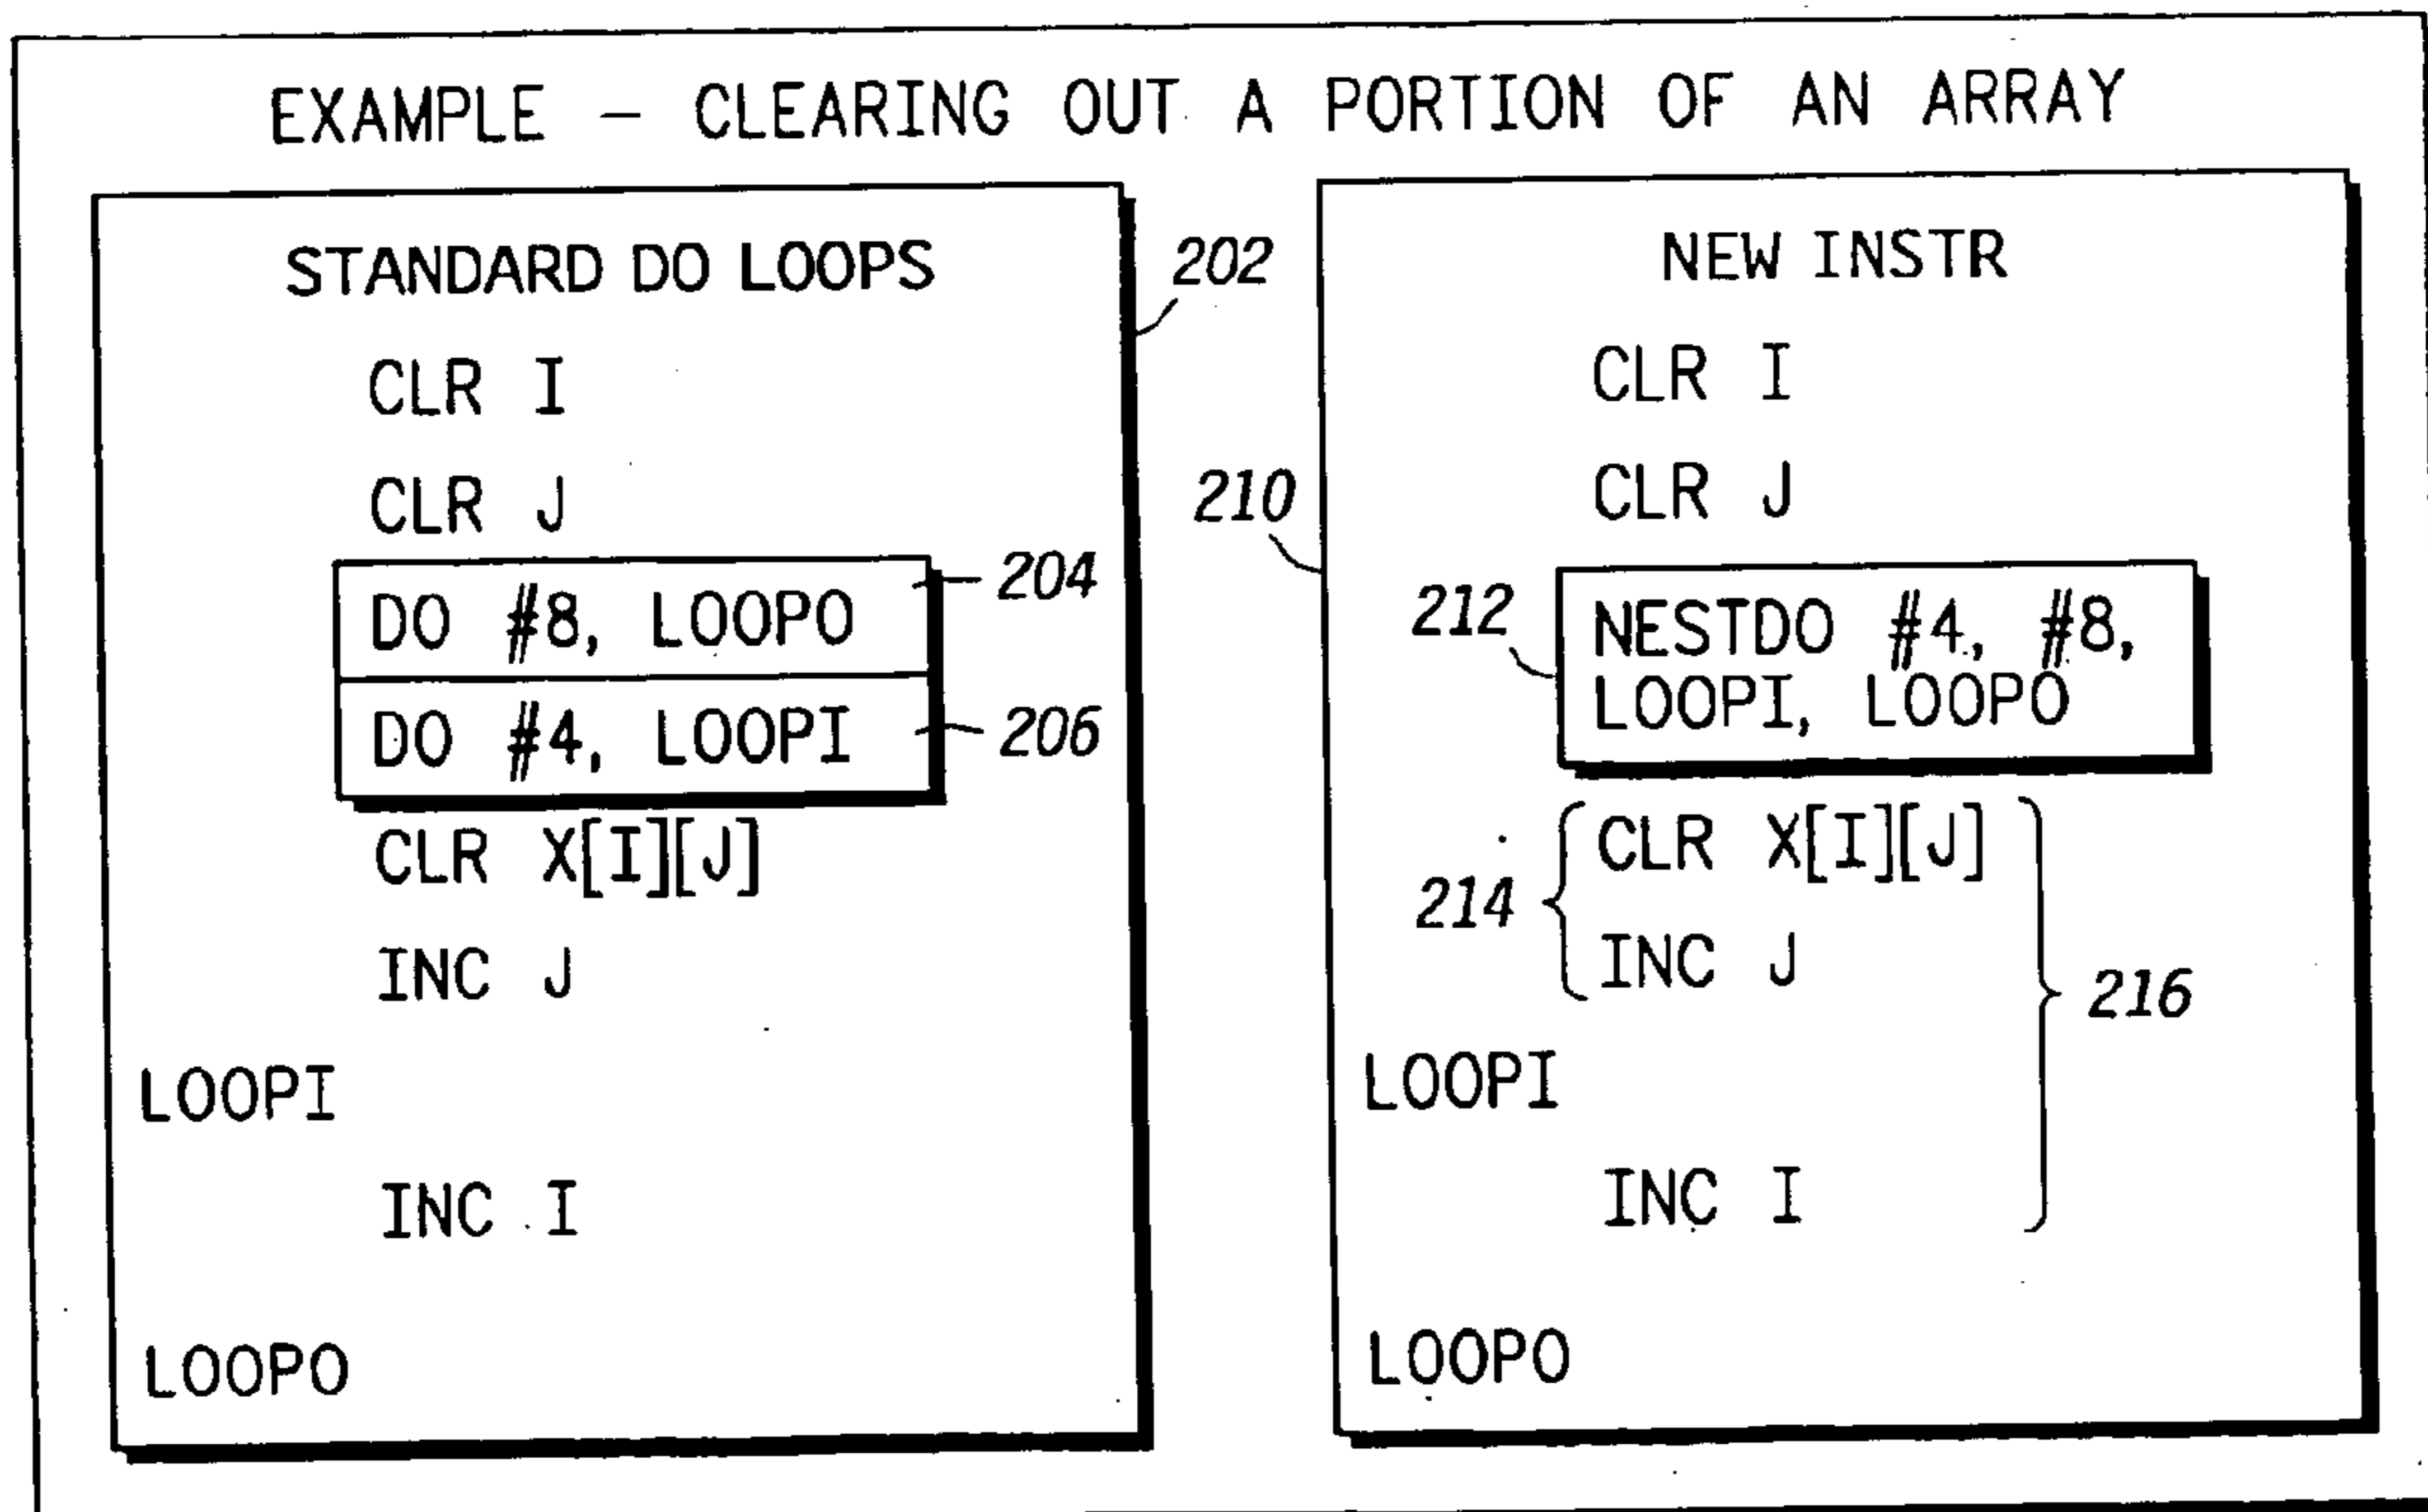 EXAMPLE – CLEARING OUT A PORTION OF AN ARRAY
STANDARD DO LOOPS
202
CLR I
CLR J
DO #8, LOOPO
204
DO #4, LOOPI
206
CLR X[I][J]
INC J
LOOPI
INC I
LOOPO
NEW INSTR
CLR I
CLR J
210
212
NESTDO #4, #8,
LOOPI, LOOPO
214
CLR X[I][J]
INC J
216
LOOPI
INC I
LOOPO